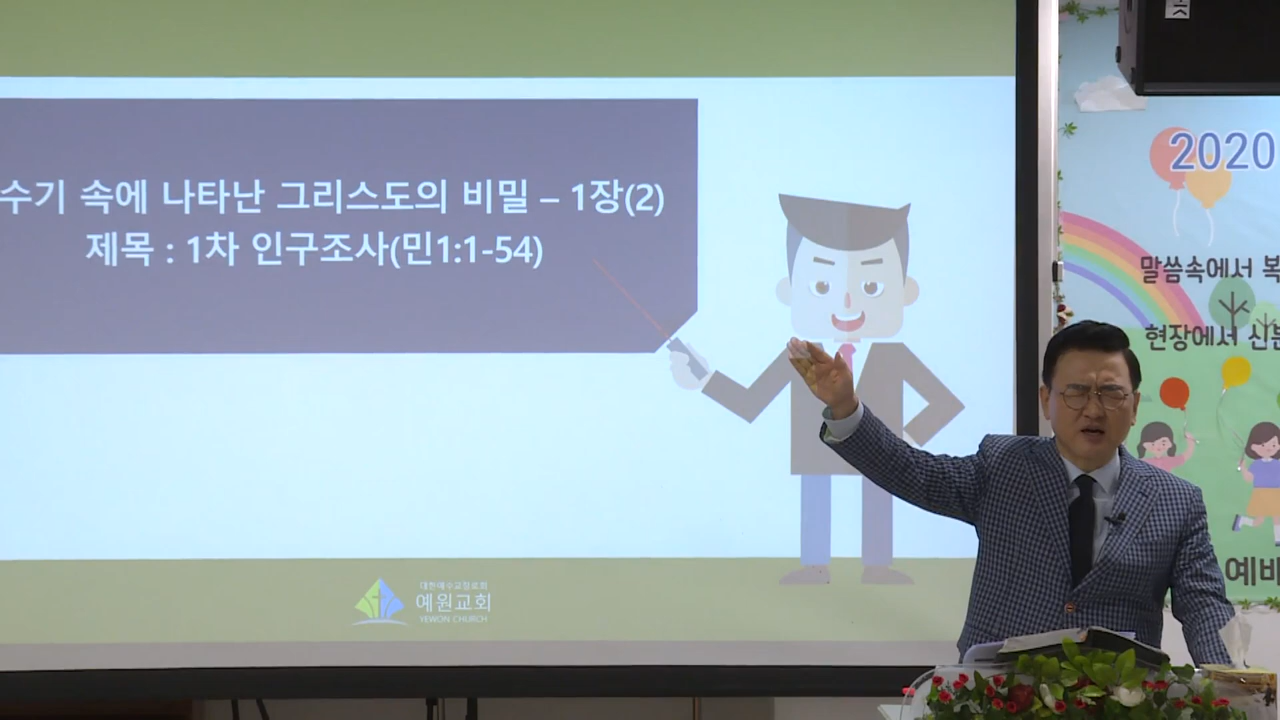 수기 속에 나타난 그리스도의 비밀 – 1장(2)
제목 : 1차 인구조사(민1:1-54)
2020
말씀속에서
현장에서
대한예수교장로회
예원교회
YEWON CHURCH